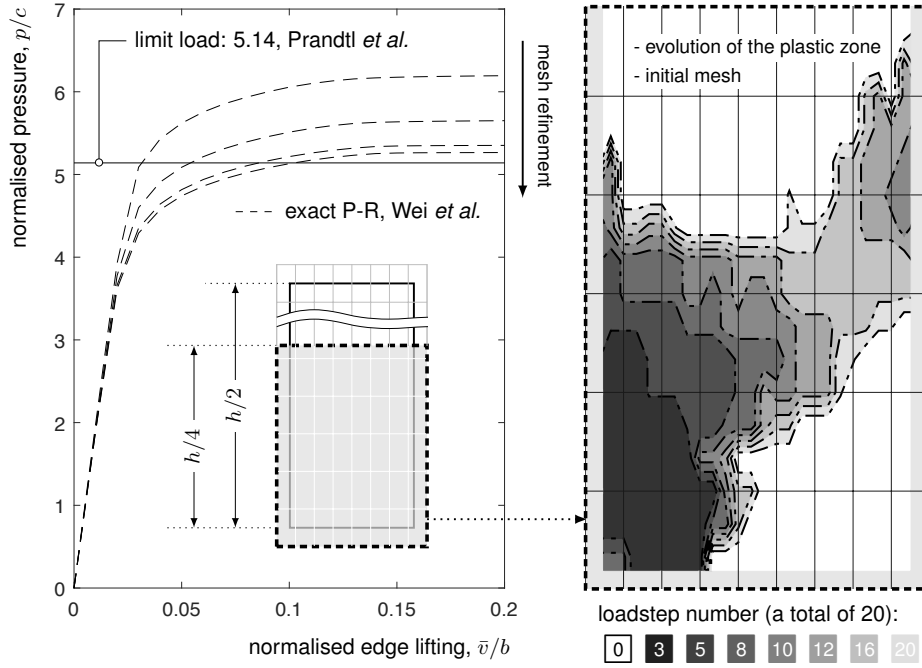 normalised pressure, p/c
7
6
5
4
3
2
1
0
limit load: 5.14, Prandtl et al.
mesh refinement
exact P-R, Wei et al.
h/2
h/4
0
0.05
0.1
0.15
0.2
normalised edge lifting, v̄/b
- evolution of the plastic zone
- initial mesh
loadstep number (a total of 20):
0 3 5 8 10 12 16 20